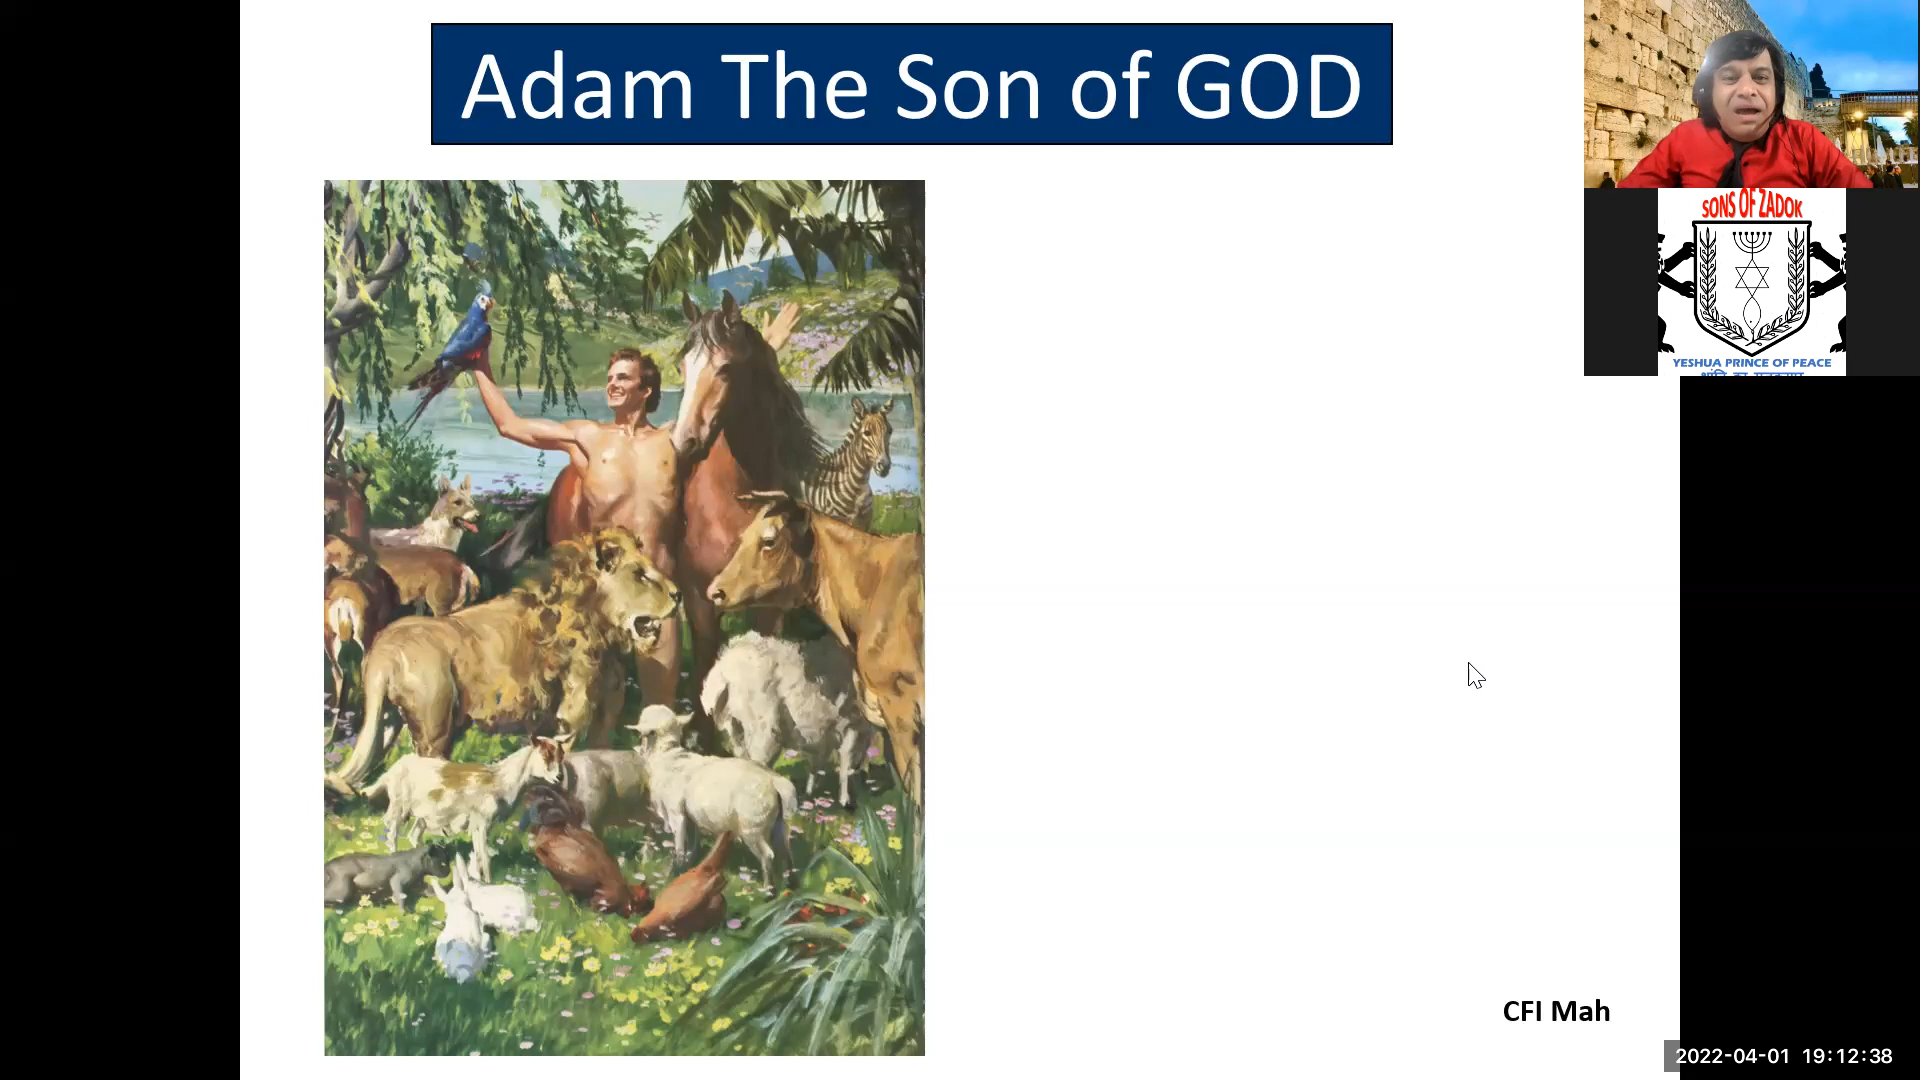 Adam The Son of GOD
SONS OF ZADOK
YESHUA PRINCE OF PEACE
CFI Mah
2022-04-01 19:12:38